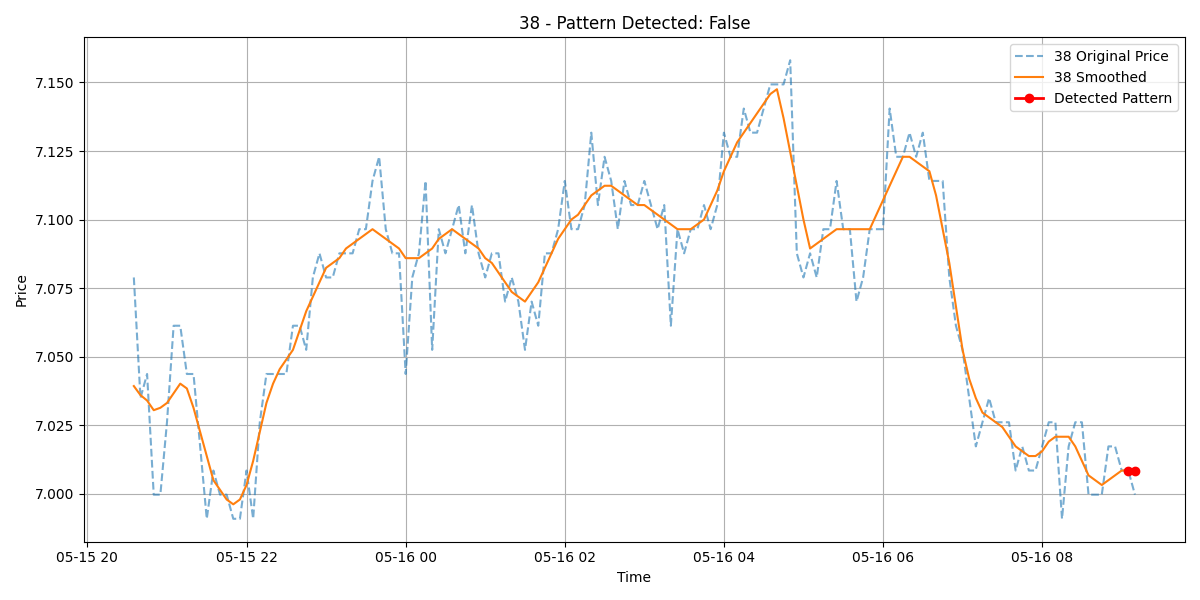 38 - Pattern Detected: False
38 Original Price
38 Smoothed
Detected Pattern
Price
7.150
7.125
7.100
7.075
7.050
7.025
7.000
05-15 20 05-15 22 05-16 00 05-16 02 05-16 04 05-16 06 05-16 08
Time